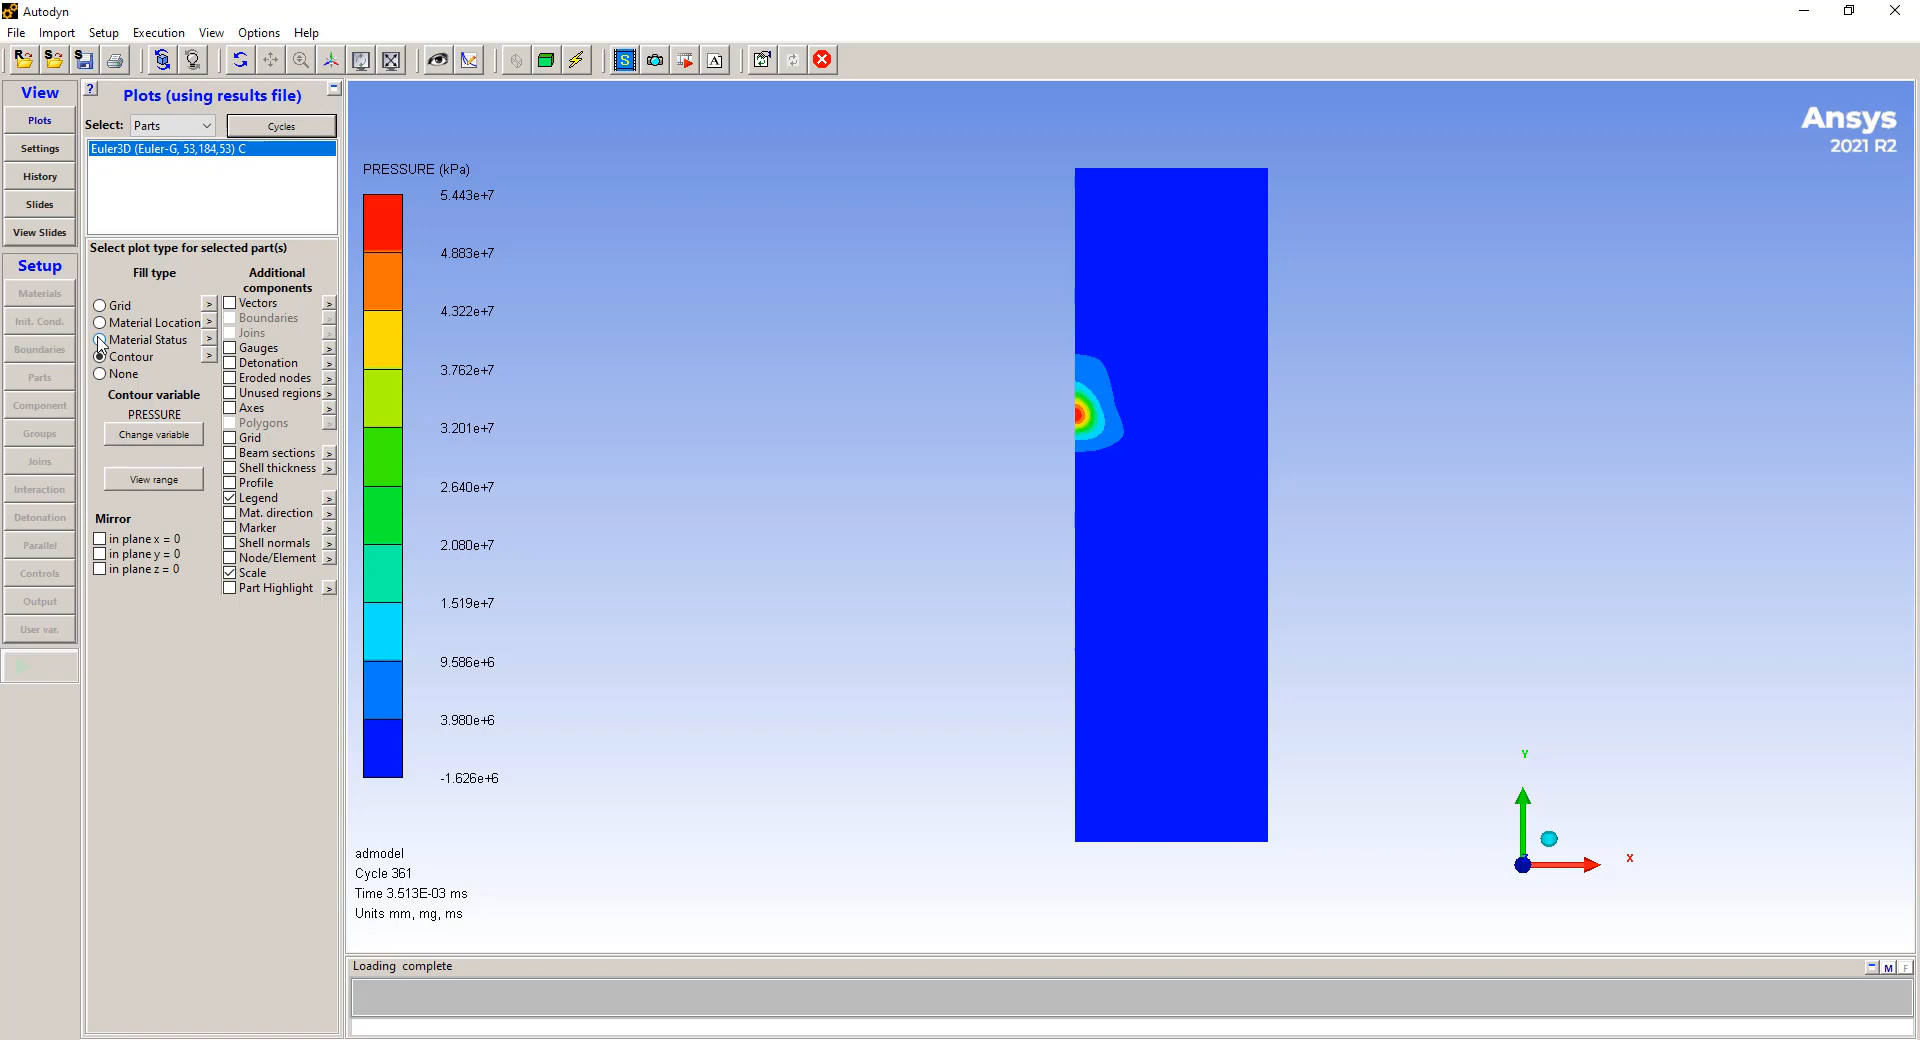 Autodyn
File Import Setup Execution View Options Help
View
Plots
Settings
History
Slides
View Slides
Setup
Materials
Init. Cond.
Boundaries
Parts
Component
Groups
Joins
Interaction
Detonation
Parallel
Controls
Output
User var.
? Plots (using results file)
Select: Parts Cycles
Euler3D (Euler-G, 53,184,53) C
Select plot type for selected part(s)
Fill type
Grid >
Material Location >
Material Status >
Contour >
None
Contour variable
PRESSURE
Change variable
View range
Mirror
in plane x = 0
in plane y = 0
in plane z = 0
Additional
components
Vectors >
Boundaries >
Joins >
Gauges >
Detonation >
Eroded nodes >
Unused regions >
Axes >
Polygons >
Grid
Beam sections >
Shell thickness >
Profile
Legend >
Mat. direction >
Marker >
Shell normals >
Node/Element >
Scale
Part Highlight >
Ansys
2021 R2
PRESSURE (kPa)
5.443e+7
4.883e+7
4.322e+7
3.762e+7
3.201e+7
2.640e+7
2.080e+7
1.519e+7
9.586e+6
3.980e+6
-1.626e+6
Y
X
admodel
Cycle 361
Time 3.513E-03 ms
Units mm, mg, ms
Loading complete
M F